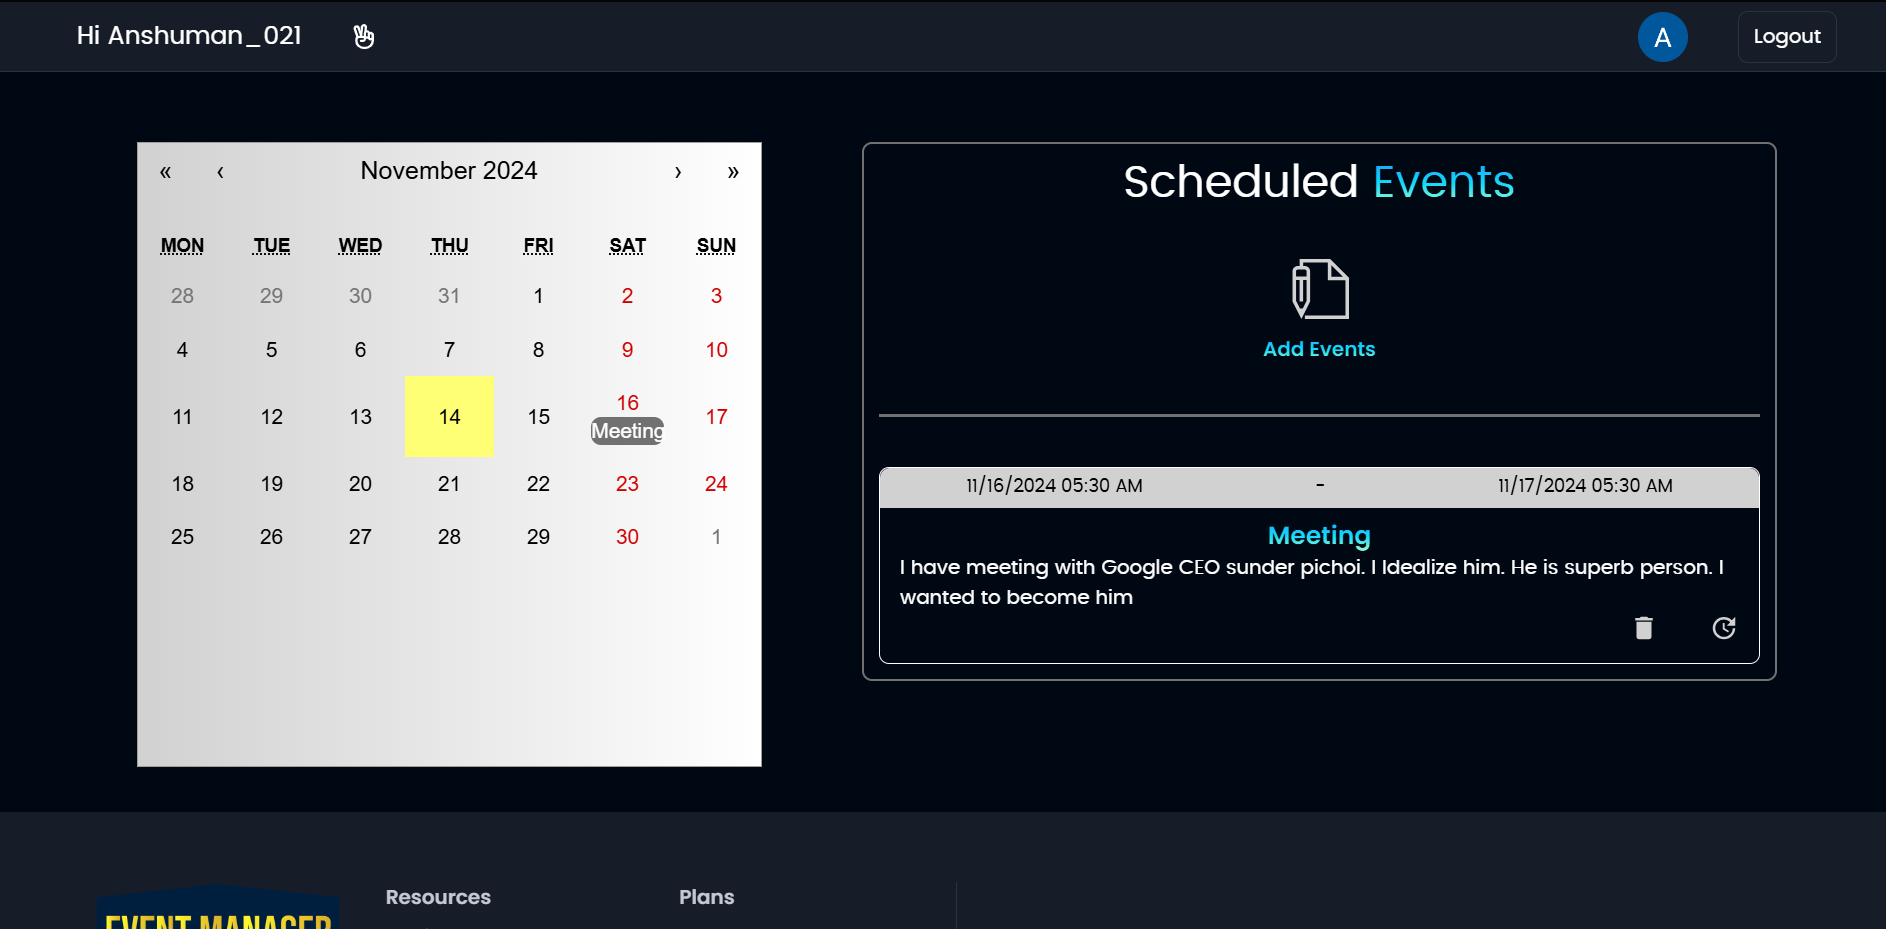 Hi Anshuman_021
A
Logout
« ‹ November 2024 › »
MON TUE WED THU FRI SAT SUN
28 29 30 31 1 2 3
4 5 6 7 8 9 10
11 12 13 14 15 16 17
Meeting
18 19 20 21 22 23 24
25 26 27 28 29 30 1
Scheduled Events
Add Events
11/16/2024 05:30 AM - 11/17/2024 05:30 AM
Meeting
I have meeting with Google CEO sunder pichoi. I Idealize him. He is superb person. I
wanted to become him
Resources Plans
EVENT MANAGER